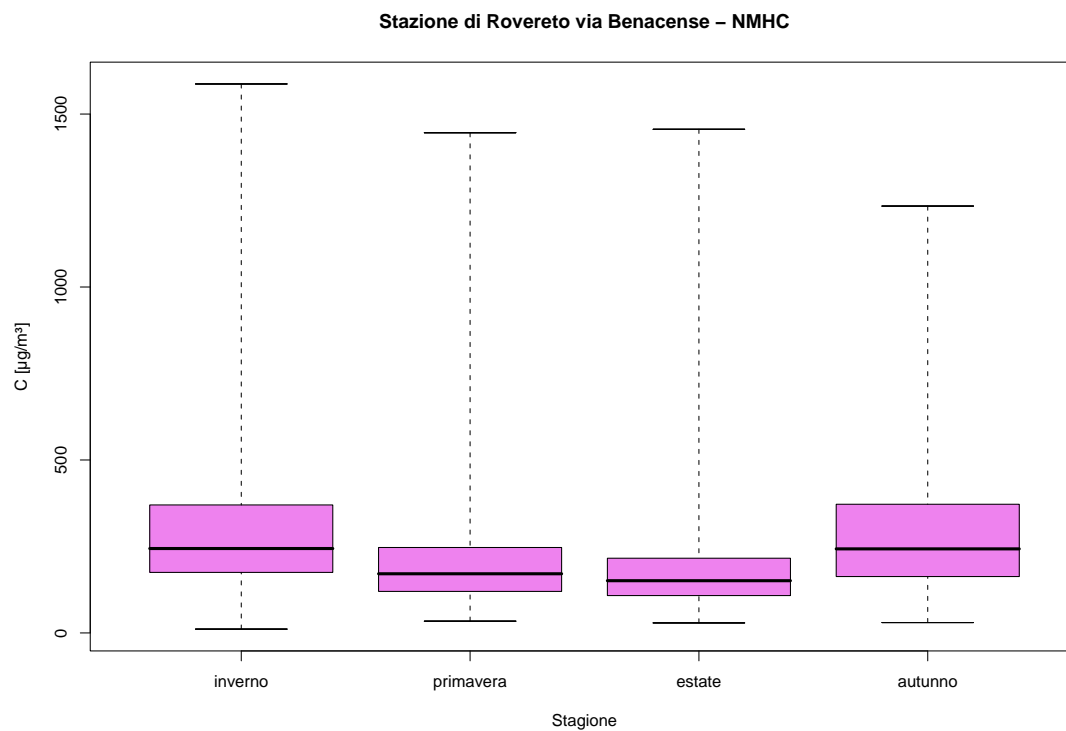 Stazione di Rovereto via Benacense – NMHC
1500
1000
500
0
C [µg/m³]
inverno primavera estate autunno
Stagione